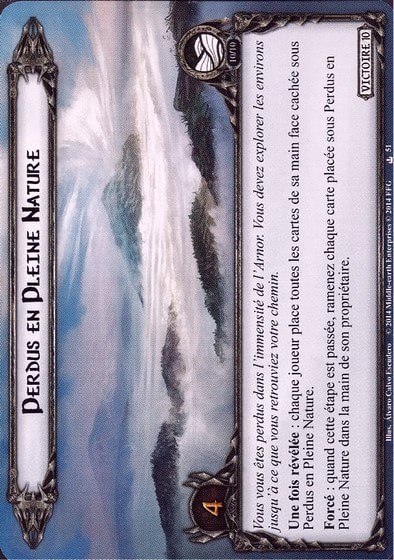 Perdus en Pleine Nature
4
10/10
Vous vous êtes perdus dans l'immensité de l'Arnor. Vous devez explorer les environs
jusqu'à ce que vous retrouviez votre chemin.
Une fois révélée : chaque joueur place toutes les cartes de sa main face cachée sous
Perdus en Pleine Nature.
Forcé : quand cette étape est passée, ramenez chaque carte placée sous Perdus en
Pleine Nature dans la main de son propriétaire.
VICTOIRE 10
Illus. Alvaro Calvo Escudero © 2014 Middle-earth Enterprises © 2014 FFG 51